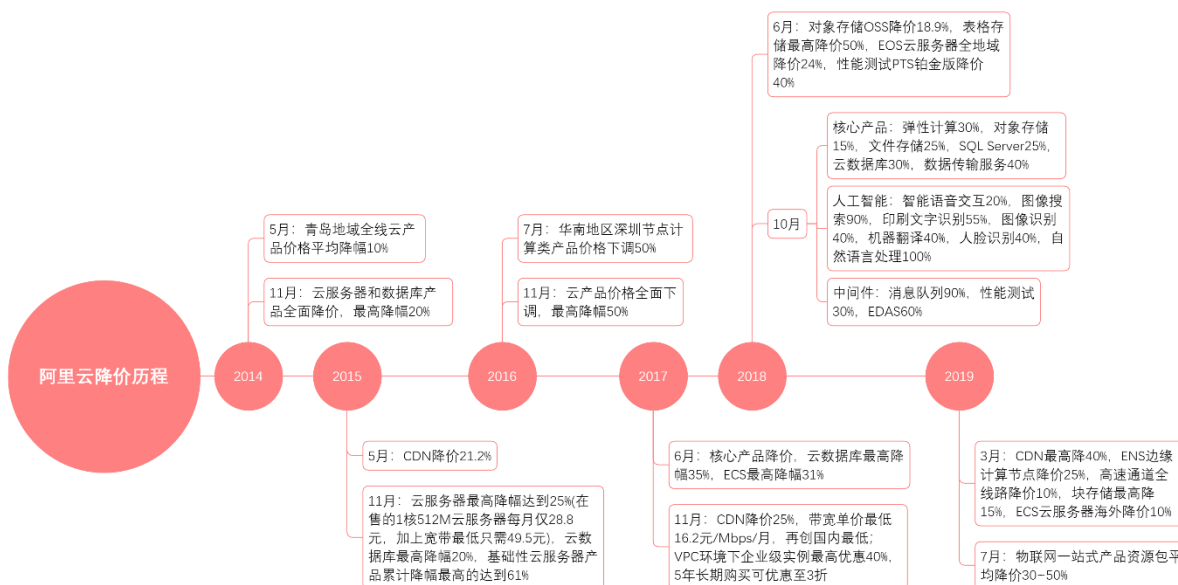 阿里云降价历程
2014
5月：青岛地域全线云产
品价格平均降幅10%
11月：云服务器和数据库产
品全面降价，最高降幅20%
2015
5月：CDN降价21.2%
11月：云服务器最高降幅达到25%(在
售的1核512M云服务器每月仅28.8
元，加上宽带最低只需49.5元)，云数
据库最高降幅20%，基础性云服务器产
品累计降幅最高的达到61%
2016
7月：华南地区深圳节点计
算类产品价格下调50%
11月：云产品价格全面下
调，最高降幅50%
2017
6月：核心产品降价，云数据库最高降
幅35%，ECS最高降幅31%
11月：CDN降价25%，带宽单价最低
16.2元/Mbps/月，再创国内最低；
VPC环境下企业级实例最高优惠40%，
5年长期购买可优惠至3折
2018
6月：对象存储OSS降价18.9%，表格存
储最高降价50%，EOS云服务器全地域
降价24%，性能测试PTS铂金版降价
40%
10月
核心产品：弹性计算30%，对象存储
15%，文件存储25%，SQL Server25%，
云数据库30%，数据传输服务40%
人工智能：智能语音交互20%，图像搜
索90%，印刷文字识别55%，图像识别
40%，机器翻译40%，人脸识别40%，自
然语言处理100%
中间件：消息队列90%，性能测试
30%，EDAS60%
2019
3月：CDN最高降40%，ENS边缘
计算节点降价25%，高速通道全
线路降价10%，块存储最高降
15%，ECS云服务器海外降价10%
7月：物联网一站式产品资源包平
均降价30–50%